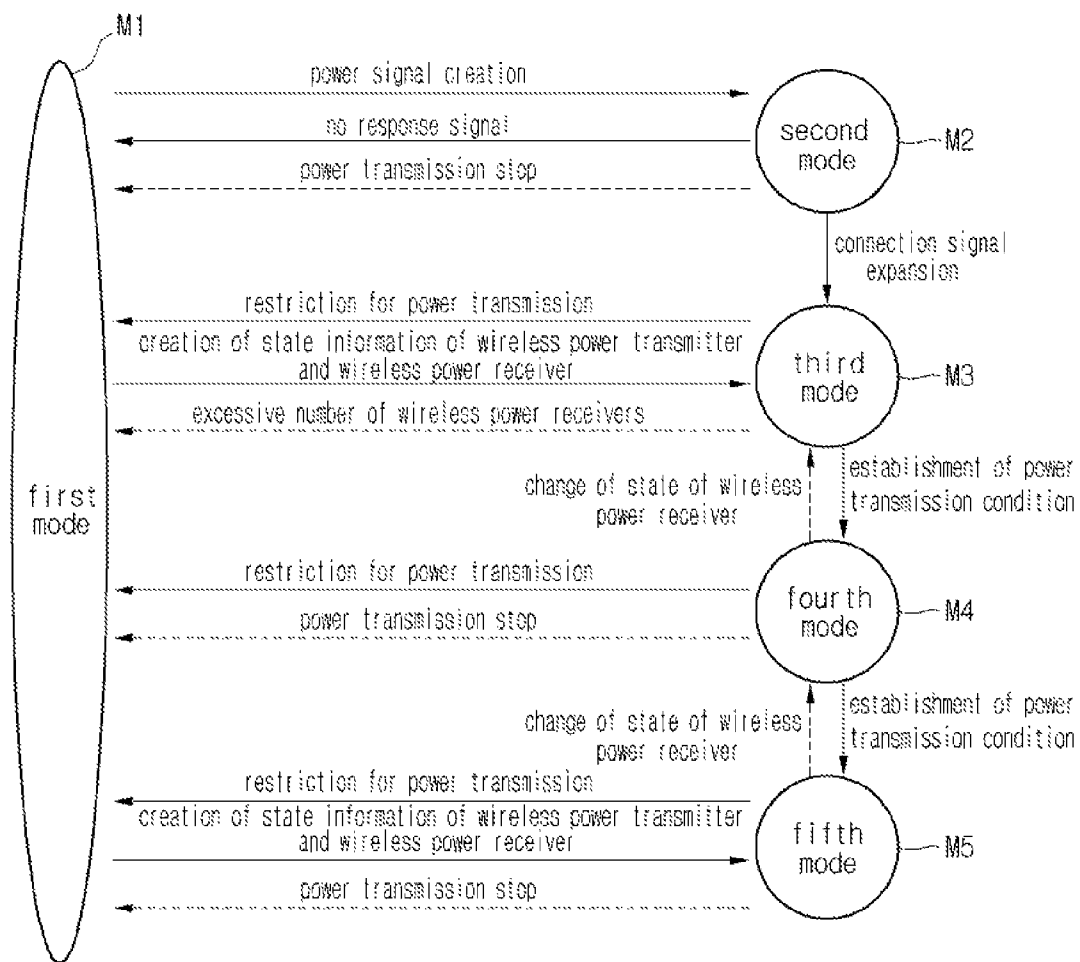 M1
power signal creation
no response signal
power transmission stop
second
mode
M2
connection signal
expansion
restriction for power transmission
creation of state information of wireless power transmitter
and wireless power receiver
excessive number of wireless power receivers
third
mode
M3
change of state of wireless
power receiver
establishment of power
transmission condition
first
mode
restriction for power transmission
power transmission stop
fourth
mode
M4
change of state of wireless
power receiver
establishment of power
transmission condition
restriction for power transmission
creation of state information of wireless power transmitter
and wireless power receiver
power transmission stop
fifth
mode
M5